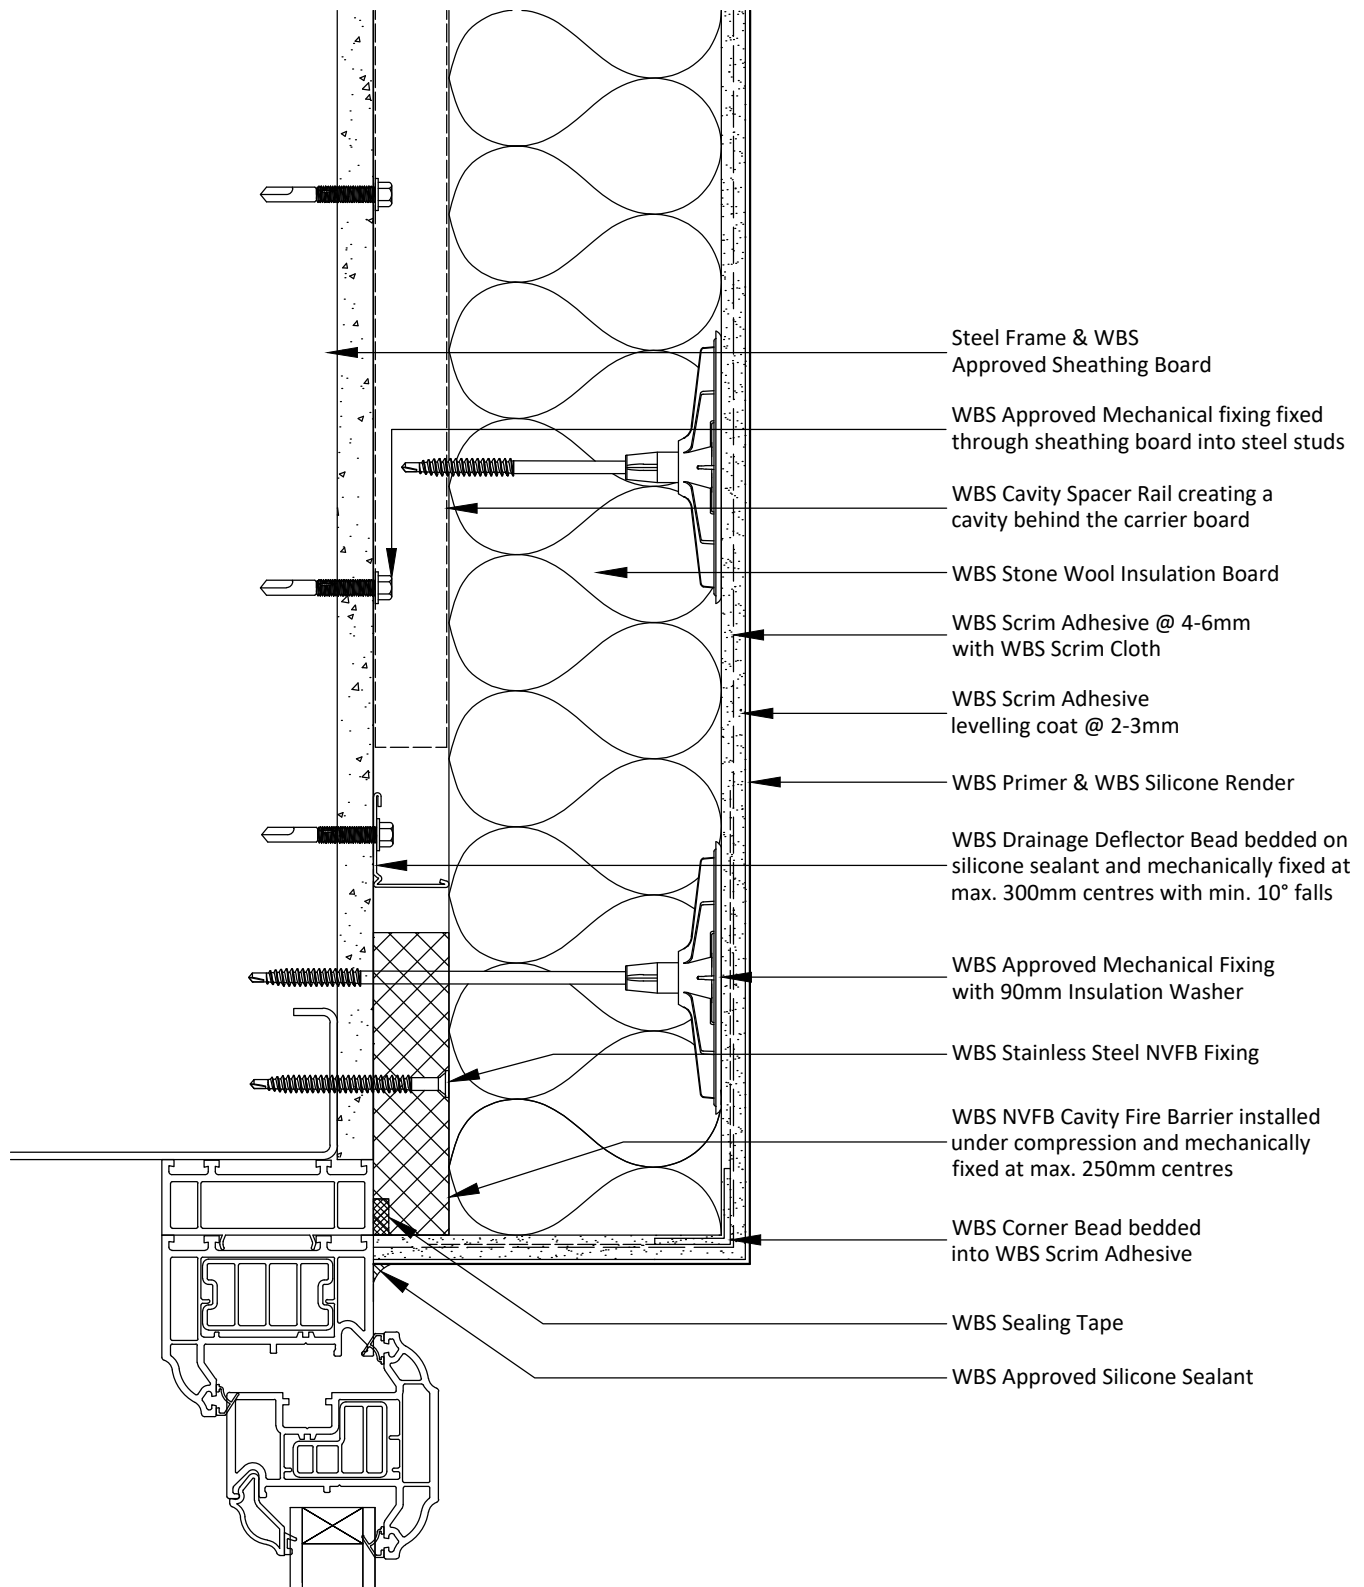 Steel Frame & WBS
Approved Sheathing Board
WBS Approved Mechanical fixing fixed
through sheathing board into steel studs
WBS Cavity Spacer Rail creating a
cavity behind the carrier board
WBS Stone Wool Insulation Board
WBS Scrim Adhesive @ 4-6mm
with WBS Scrim Cloth
WBS Scrim Adhesive
levelling coat @ 2-3mm
WBS Primer & WBS Silicone Render
WBS Drainage Deflector Bead bedded on
silicone sealant and mechanically fixed at
max. 300mm centres with min. 10° falls
WBS Approved Mechanical Fixing
with 90mm Insulation Washer
WBS Stainless Steel NVFB Fixing
WBS NVFB Cavity Fire Barrier installed
under compression and mechanically
fixed at max. 250mm centres
WBS Corner Bead bedded
into WBS Scrim Adhesive
WBS Sealing Tape
WBS Approved Silicone Sealant